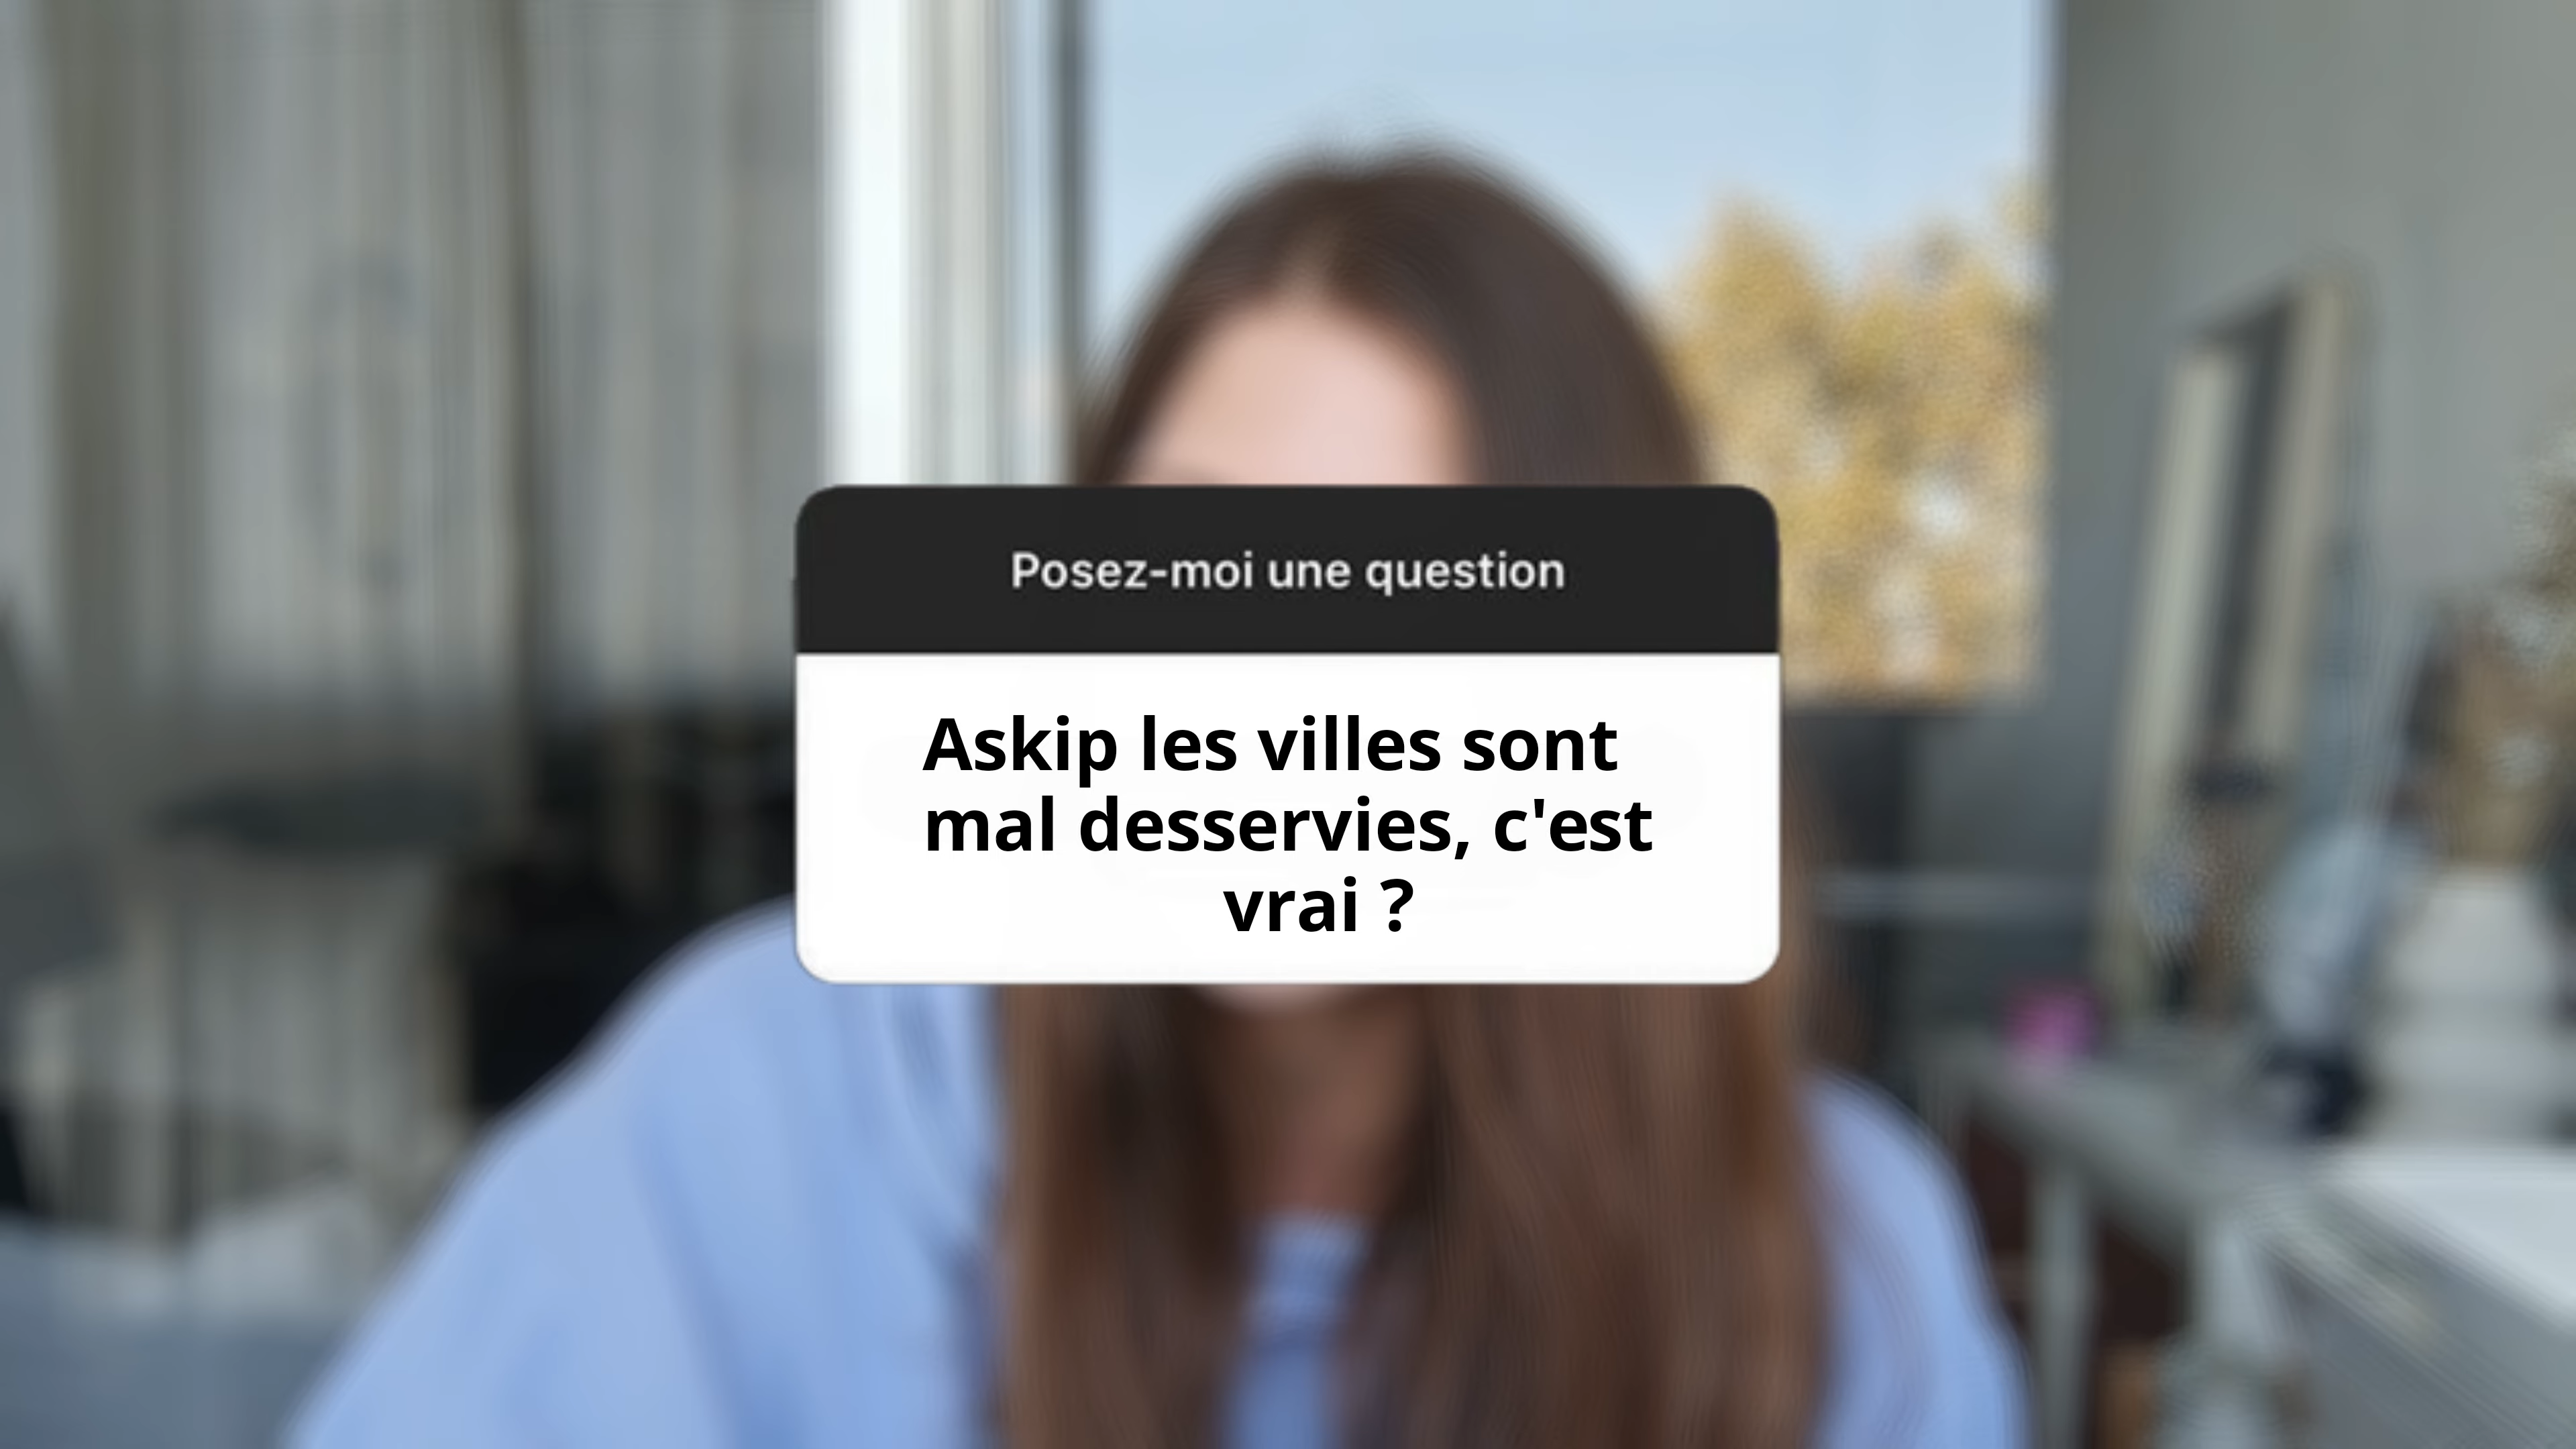 Posez-moi une question
Askip les villes sont
mal desservies, c'est
vrai ?